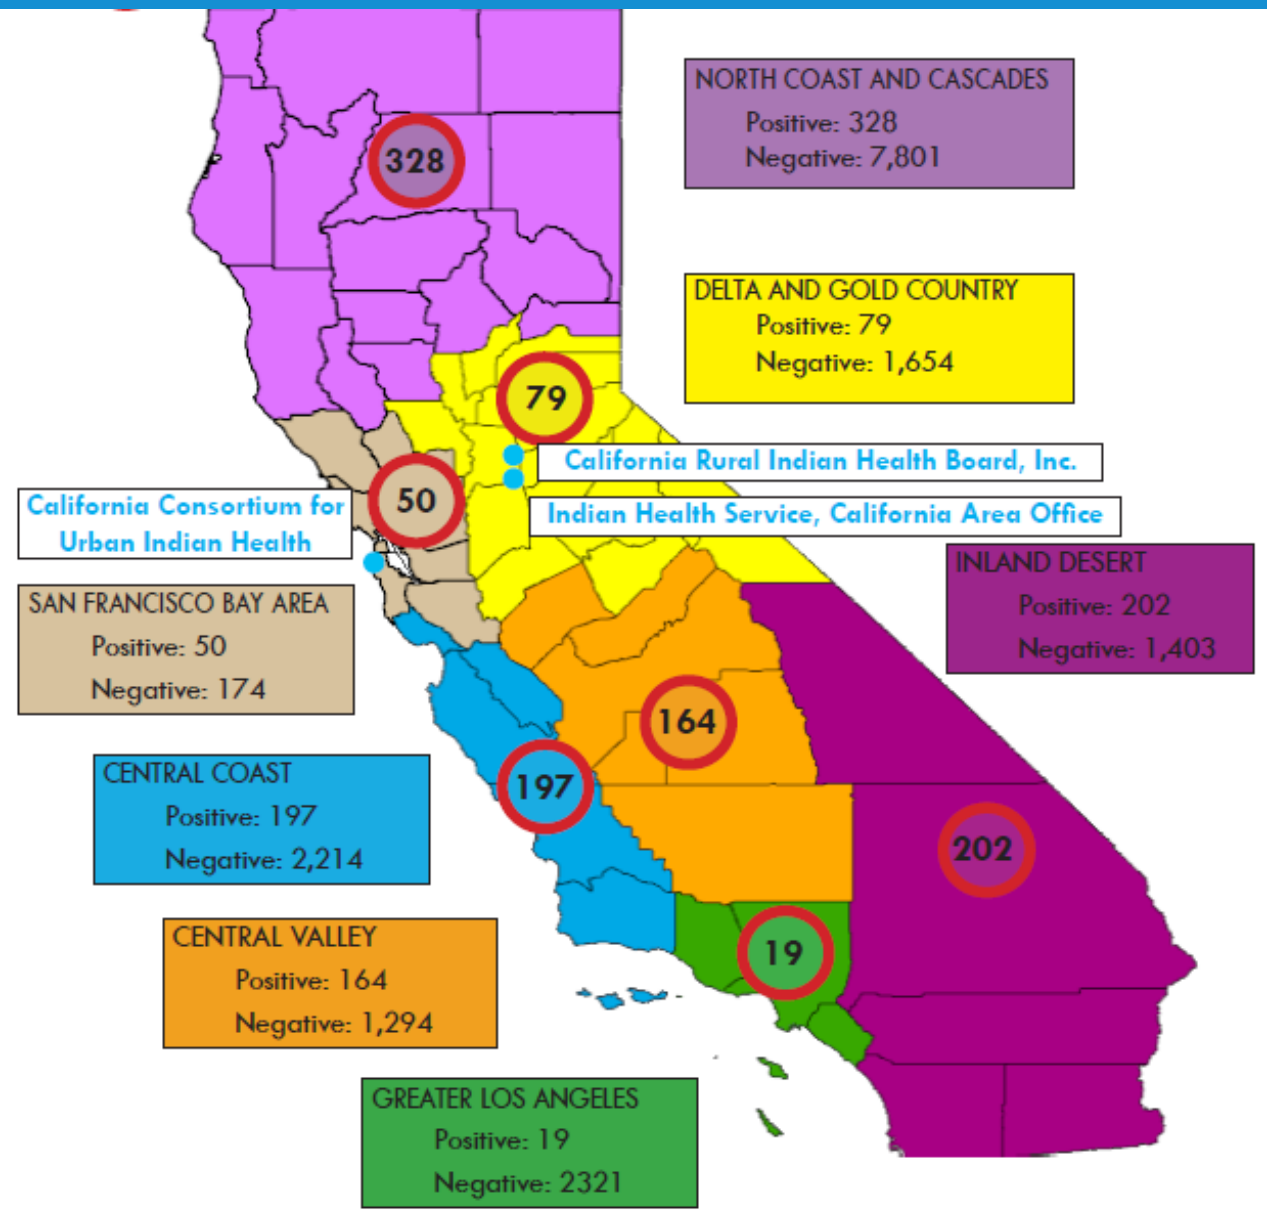 NORTH COAST AND CASCADES
Positive: 328
Negative: 7,801
328
DELTA AND GOLD COUNTRY
Positive: 79
Negative: 1,654
79
California Rural Indian Health Board, Inc.
50
California Consortium for
Urban Indian Health
Indian Health Service, California Area Office
INLAND DESERT
Positive: 202
Negative: 1,403
SAN FRANCISCO BAY AREA
Positive: 50
Negative: 174
164
CENTRAL COAST
Positive: 197
Negative: 2,214
197
202
CENTRAL VALLEY
Positive: 164
Negative: 1,294
19
GREATER LOS ANGELES
Positive: 19
Negative: 2321